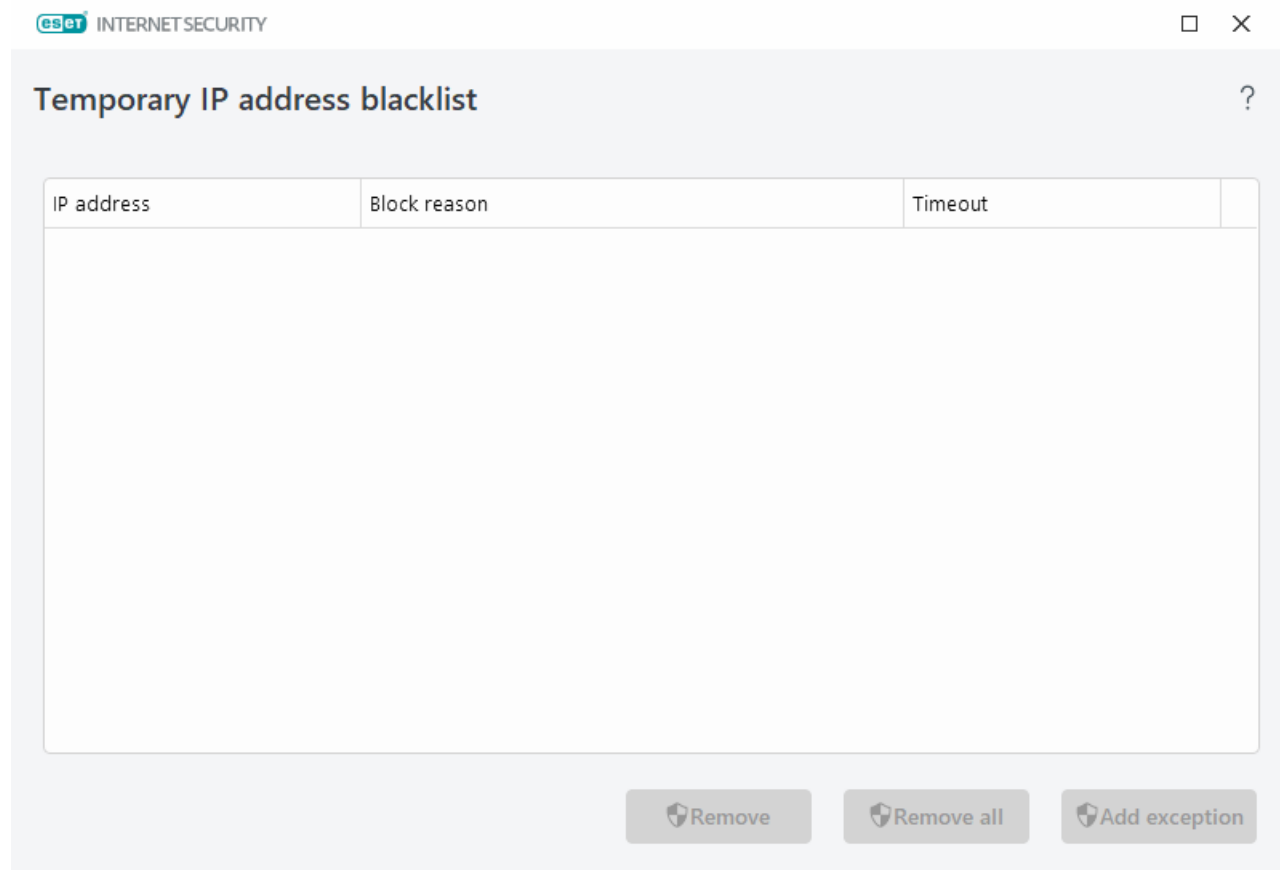 eset INTERNET SECURITY
Temporary IP address blacklist
?
IP address Block reason Timeout
Remove Remove all Add exception